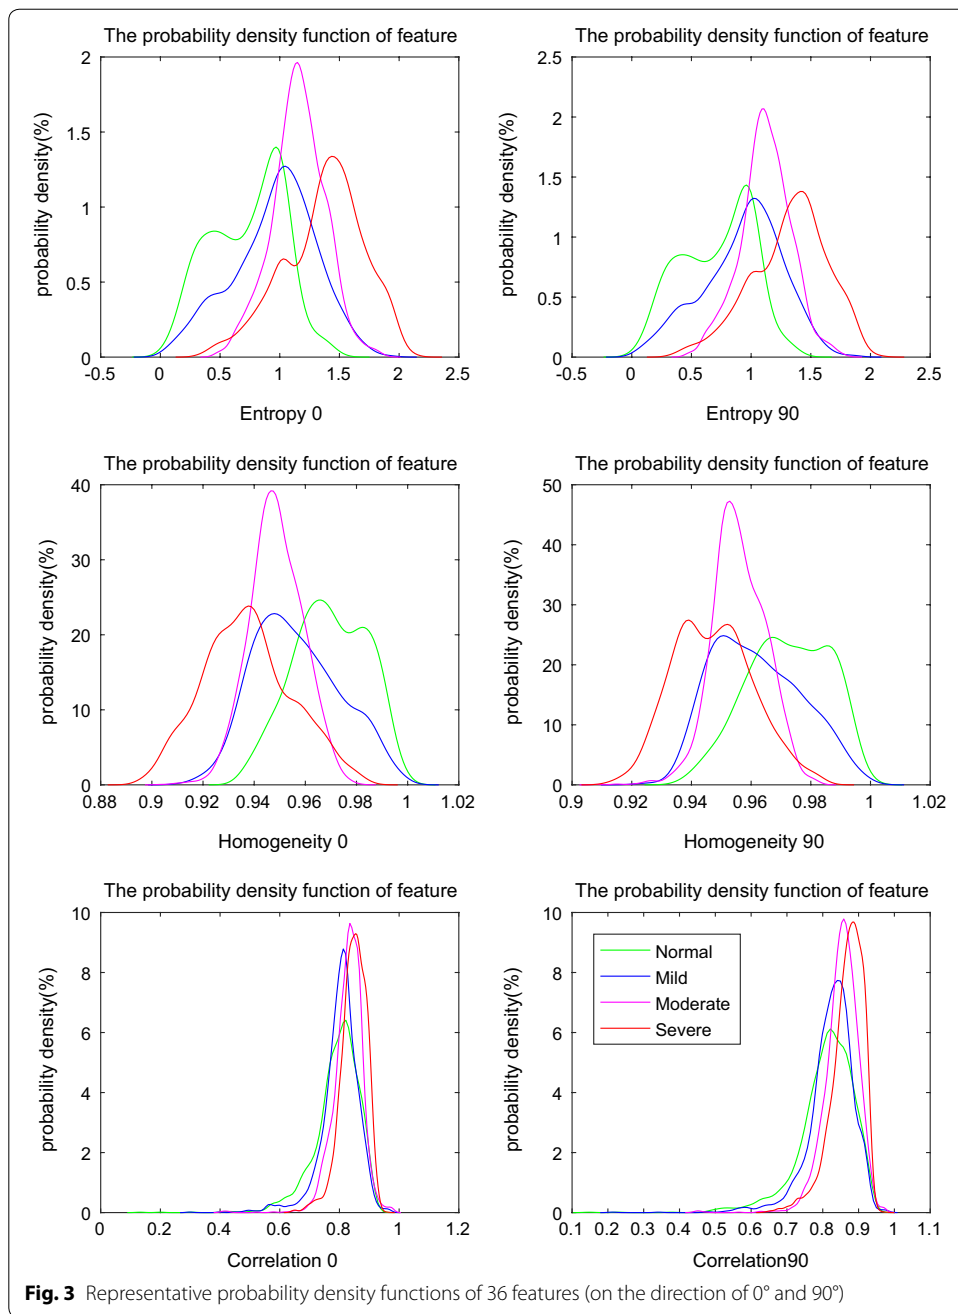 The probability density function of feature
2
1.5
1
0.5
0
probability density(%)
-0.5 0 0.5 1 1.5 2 2.5
Entropy 0
The probability density function of feature
2.5
2
1.5
1
0.5
0
probability density(%)
-0.5 0 0.5 1 1.5 2 2.5
Entropy 90
The probability density function of feature
40
30
20
10
0
probability density(%)
0.88 0.9 0.92 0.94 0.96 0.98 1 1.02
Homogeneity 0
The probability density function of feature
50
40
30
20
10
0
probability density(%)
0.9 0.92 0.94 0.96 0.98 1 1.02
Homogeneity 90
The probability density function of feature
10
8
6
4
2
0
probability density(%)
0 0.2 0.4 0.6 0.8 1 1.2
Correlation 0
The probability density function of feature
10
8
6
4
2
0
probability density(%)
Normal
Mild
Moderate
Severe
0.1 0.2 0.3 0.4 0.5 0.6 0.7 0.8 0.9 1 1.1
Correlation90
Fig. 3 Representative probability density functions of 36 features (on the direction of 0° and 90°)